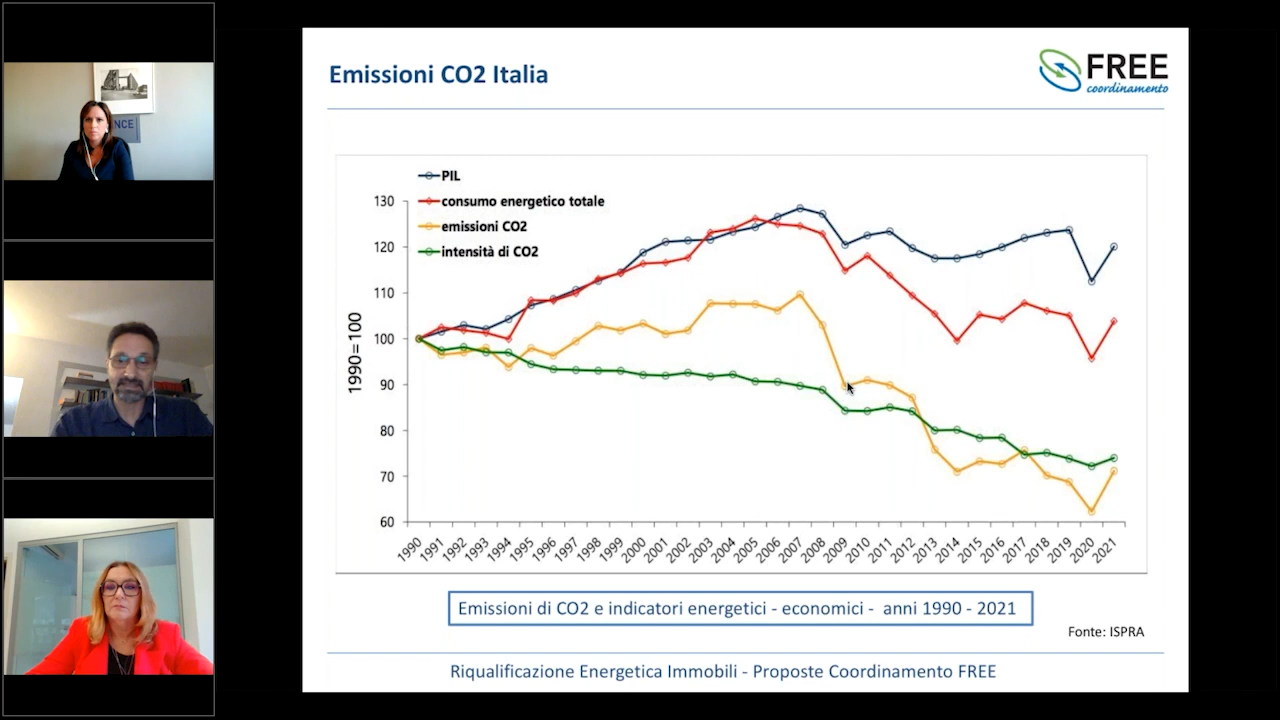 NCE
Emissioni CO2 Italia
FREE
coordinamento
PIL
consumo energetico totale
emissioni CO2
intensità di CO2
1990=100
130
120
110
100
90
80
70
60
1990 1991 1992 1993 1994 1995 1996 1997 1998 1999 2000 2001 2002 2003 2004 2005 2006 2007 2008 2009 2010 2011 2012 2013 2014 2015 2016 2017 2018 2019 2020 2021
Emissioni di CO2 e indicatori energetici - economici - anni 1990 - 2021
Fonte: ISPRA
Riqualificazione Energetica Immobili - Proposte Coordinamento FREE